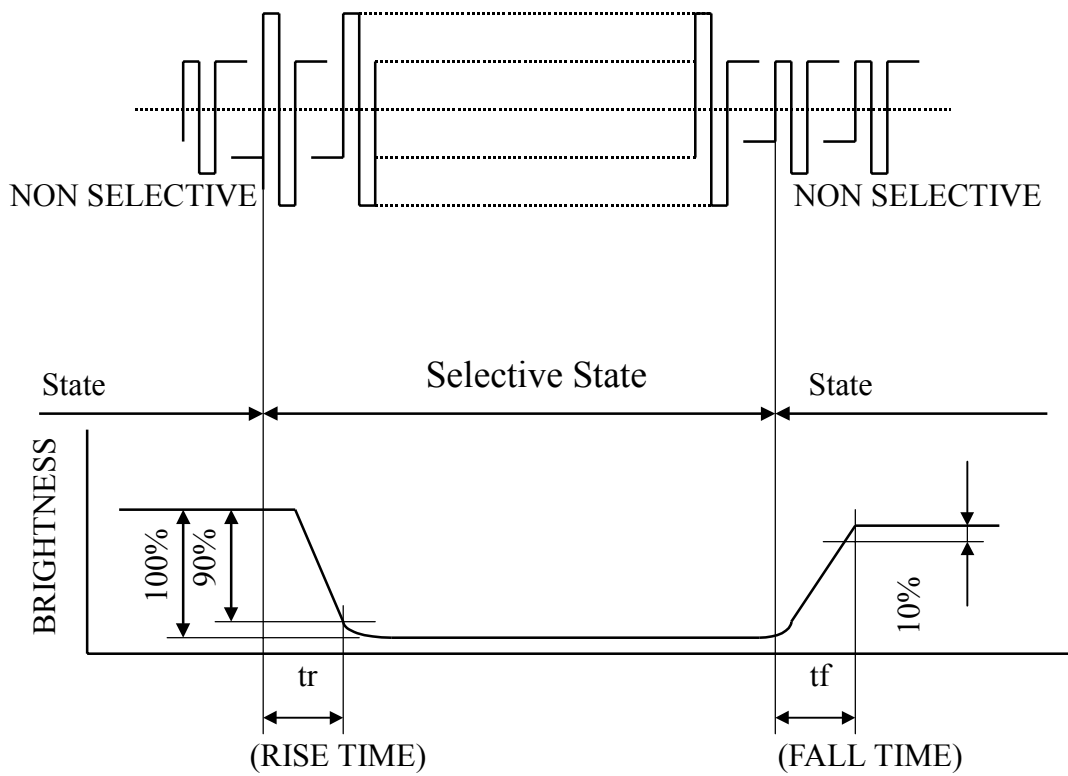 NON SELECTIVE
NON SELECTIVE
State
Selective State
State
BRIGHTNESS
100%
90%
10%
tr
tf
(RISE TIME)
(FALL TIME)